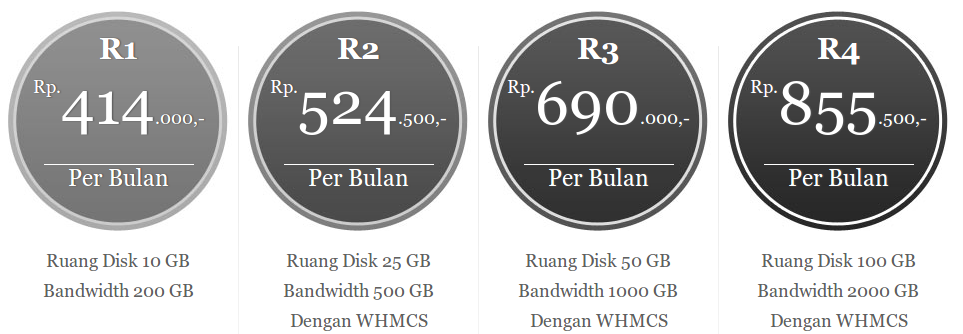 R1
Rp. 414.000,-
Per Bulan
Ruang Disk 10 GB
Bandwidth 200 GB
R2
Rp. 524.500,-
Per Bulan
Ruang Disk 25 GB
Bandwidth 500 GB
Dengan WHMCS
R3
Rp. 690.000,-
Per Bulan
Ruang Disk 50 GB
Bandwidth 1000 GB
Dengan WHMCS
R4
Rp. 855.500,-
Per Bulan
Ruang Disk 100 GB
Bandwidth 2000 GB
Dengan WHMCS